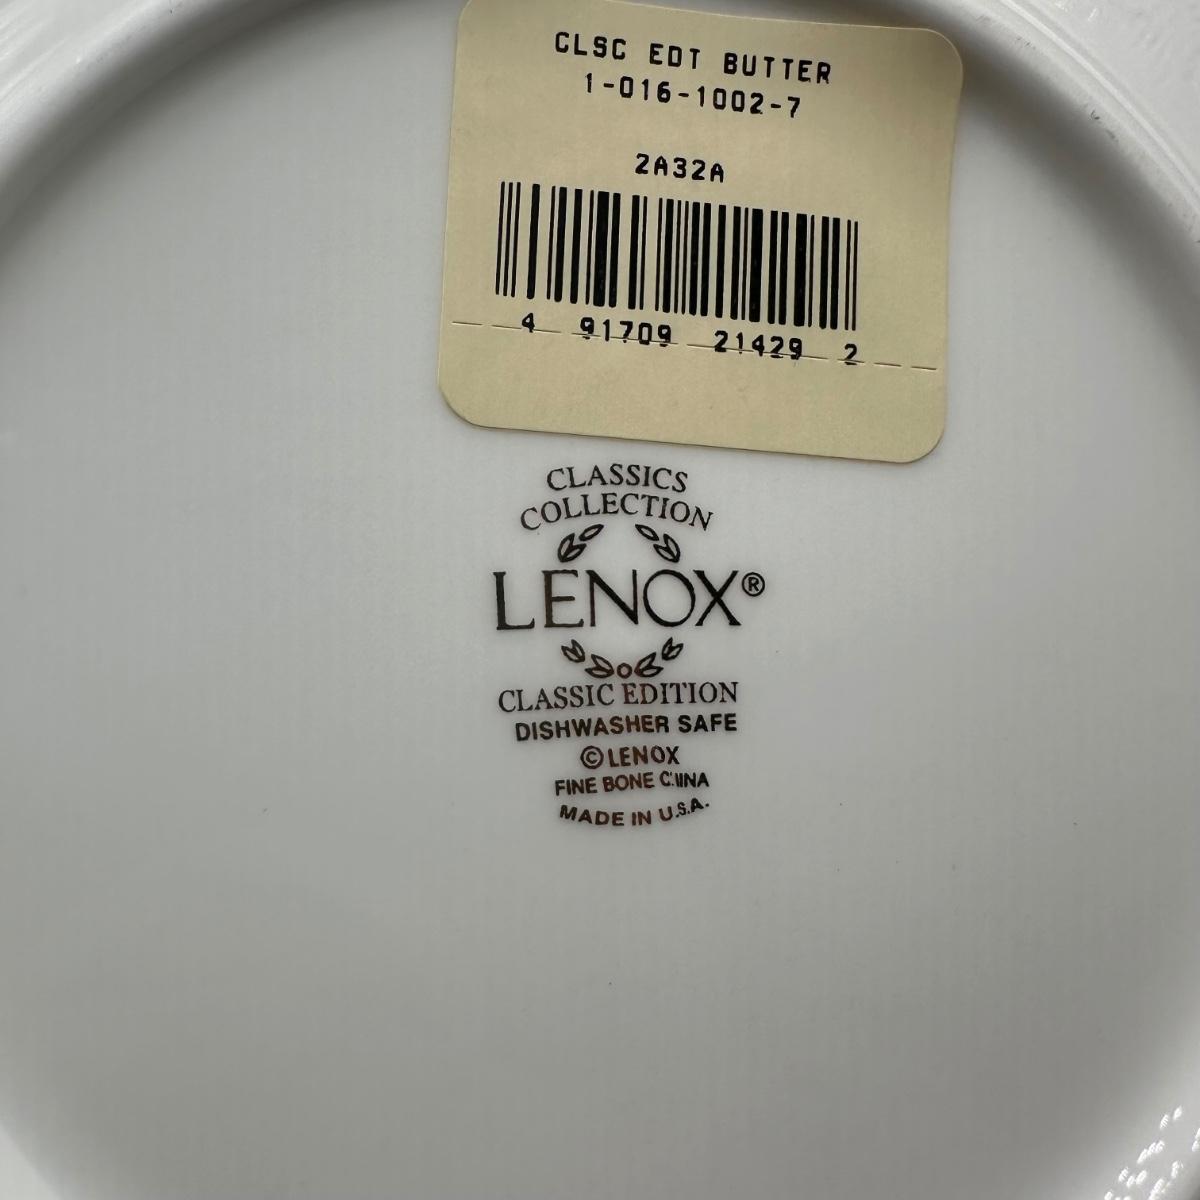 CLSC EDT BUTTER
1-016-1002-7
2A32A
4 91709 21429 2
CLASSICS
COLLECTION
LENOX®
CLASSIC EDITION
DISHWASHER SAFE
©LENOX
FINE BONE CHINA
MADE IN U.S.A.